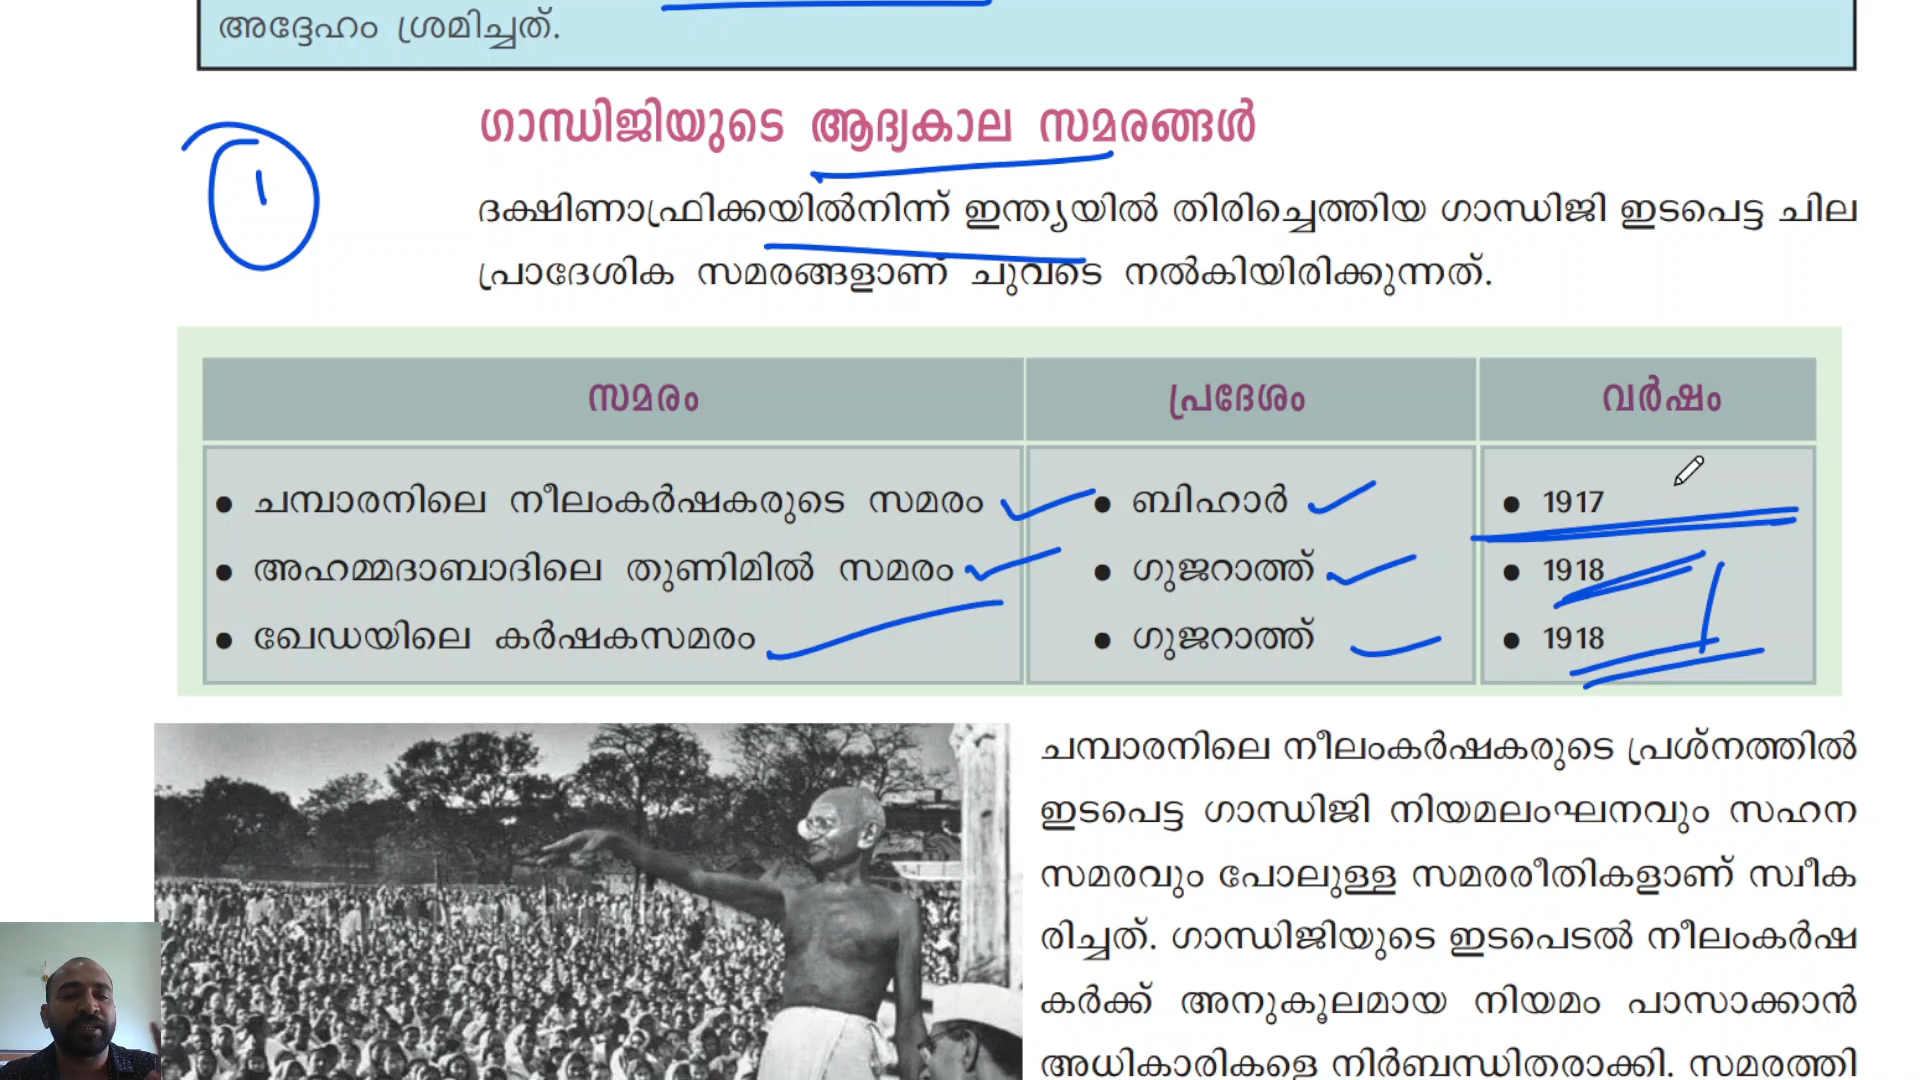 അദ്ദേഹം ശ്രമിച്ചത്.
ഗാന്ധിജിയുടെ ആദ്യകാല സമരങ്ങൾ
1
ദക്ഷിണാഫ്രിക്കയിൽനിന്ന് ഇന്ത്യയിൽ തിരിച്ചെത്തിയ ഗാന്ധിജി ഇടപെട്ട ചില
പ്രാദേശിക സമരങ്ങളാണ് ചുവടെ നൽകിയിരിക്കുന്നത്.
സമരം പ്രദേശം വർഷം
• ചമ്പാരനിലെ നീലംകർഷകരുടെ സമരം • ബിഹാർ • 1917
• അഹമ്മദാബാദിലെ തുണിമിൽ സമരം • ഗുജറാത്ത് • 1918
• ഖേഡയിലെ കർഷകസമരം • ഗുജറാത്ത് • 1918
ചമ്പാരനിലെ നീലംകർഷകരുടെ പ്രശ്നത്തിൽ
ഇടപെട്ട ഗാന്ധിജി നിയമലംഘനവും സഹന
സമരവും പോലുള്ള സമരരീതികളാണ് സ്വീക
രിച്ചത്. ഗാന്ധിജിയുടെ ഇടപെടൽ നീലംകർഷ
കർക്ക് അനുകൂലമായ നിയമം പാസാക്കാൻ
അധികാരികളെ നിർബന്ധിതരാക്കി. സമരത്തി